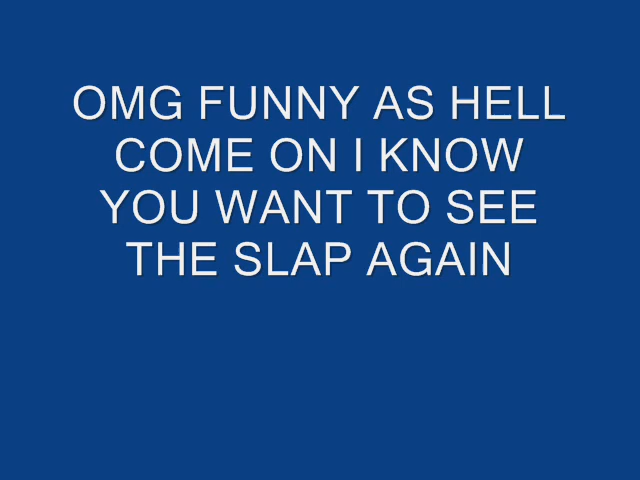 OMG FUNNY AS HELL
COME ON I KNOW
YOU WANT TO SEE
THE SLAP AGAIN